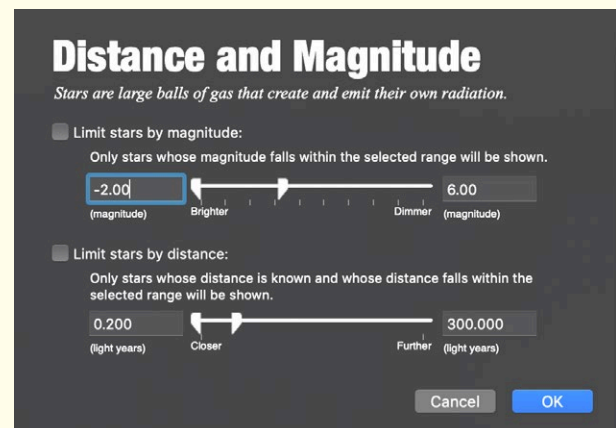 Distance and Magnitude
Stars are large balls of gas that create and emit their own radiation.
Limit stars by magnitude:
Only stars whose magnitude falls within the selected range will be shown.
-2.00 6.00
(magnitude) Brighter Dimmer (magnitude)
Limit stars by distance:
Only stars whose distance is known and whose distance falls within the
selected range will be shown.
0.200 300.000
(light years) Closer Further (light years)
Cancel OK